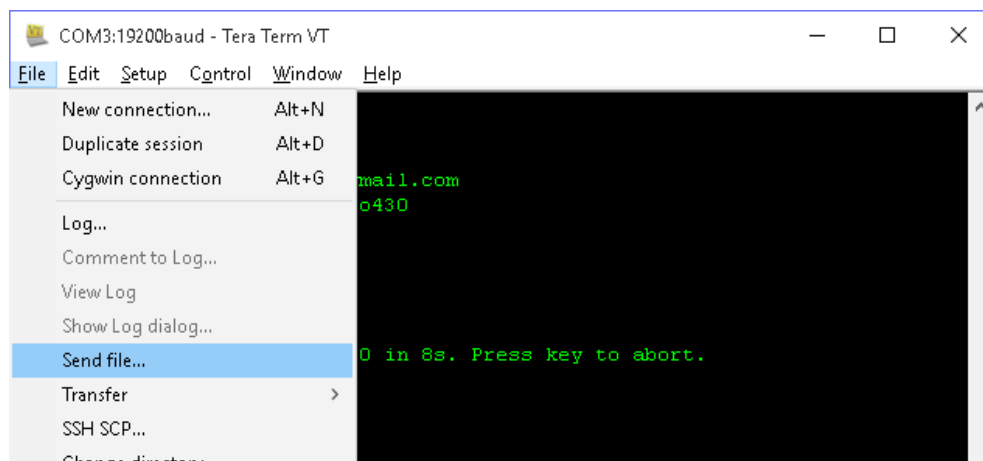 COM3:19200baud - Tera Term VT
File Edit Setup Control Window Help
New connection... Alt+N
Duplicate session Alt+D
Cygwin connection Alt+G
mail.com
o430
Log...
Comment to Log...
View Log
Show Log dialog...
Send file...
0 in 8s. Press key to abort.
Transfer >
SSH SCP...
Change directory